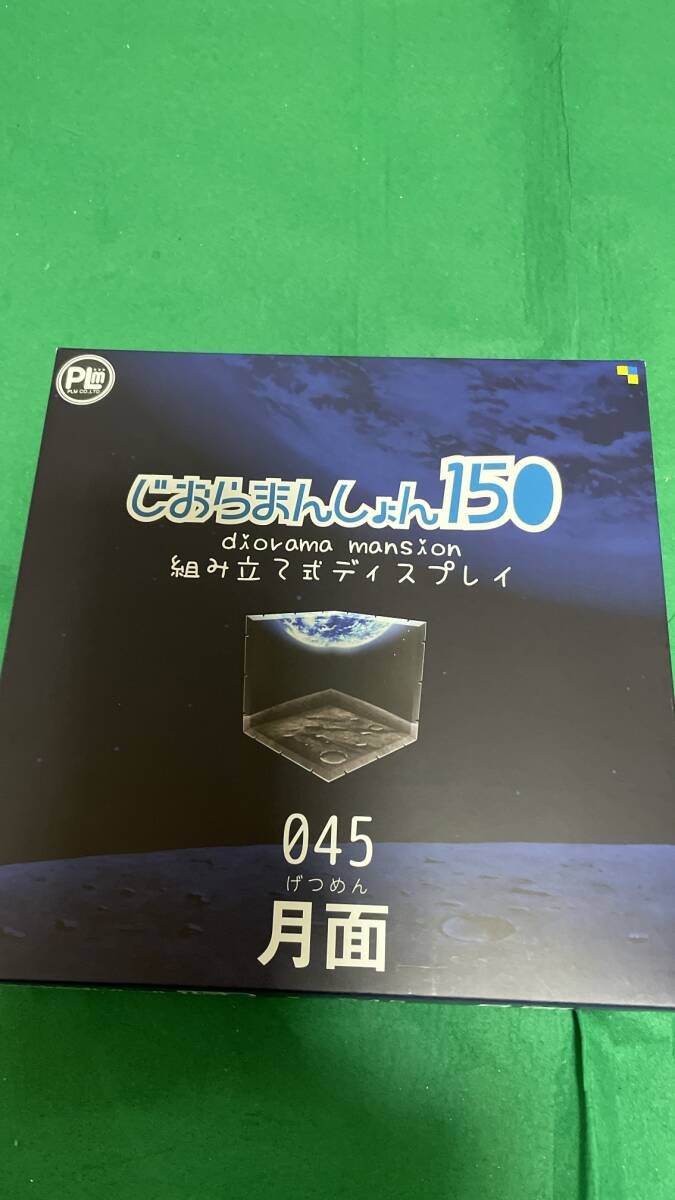 PLM
PLM CO.,LTD.
じおらまんしょん150
diorama mansion
組み立て式ディスプレイ
045
げつめん
月面